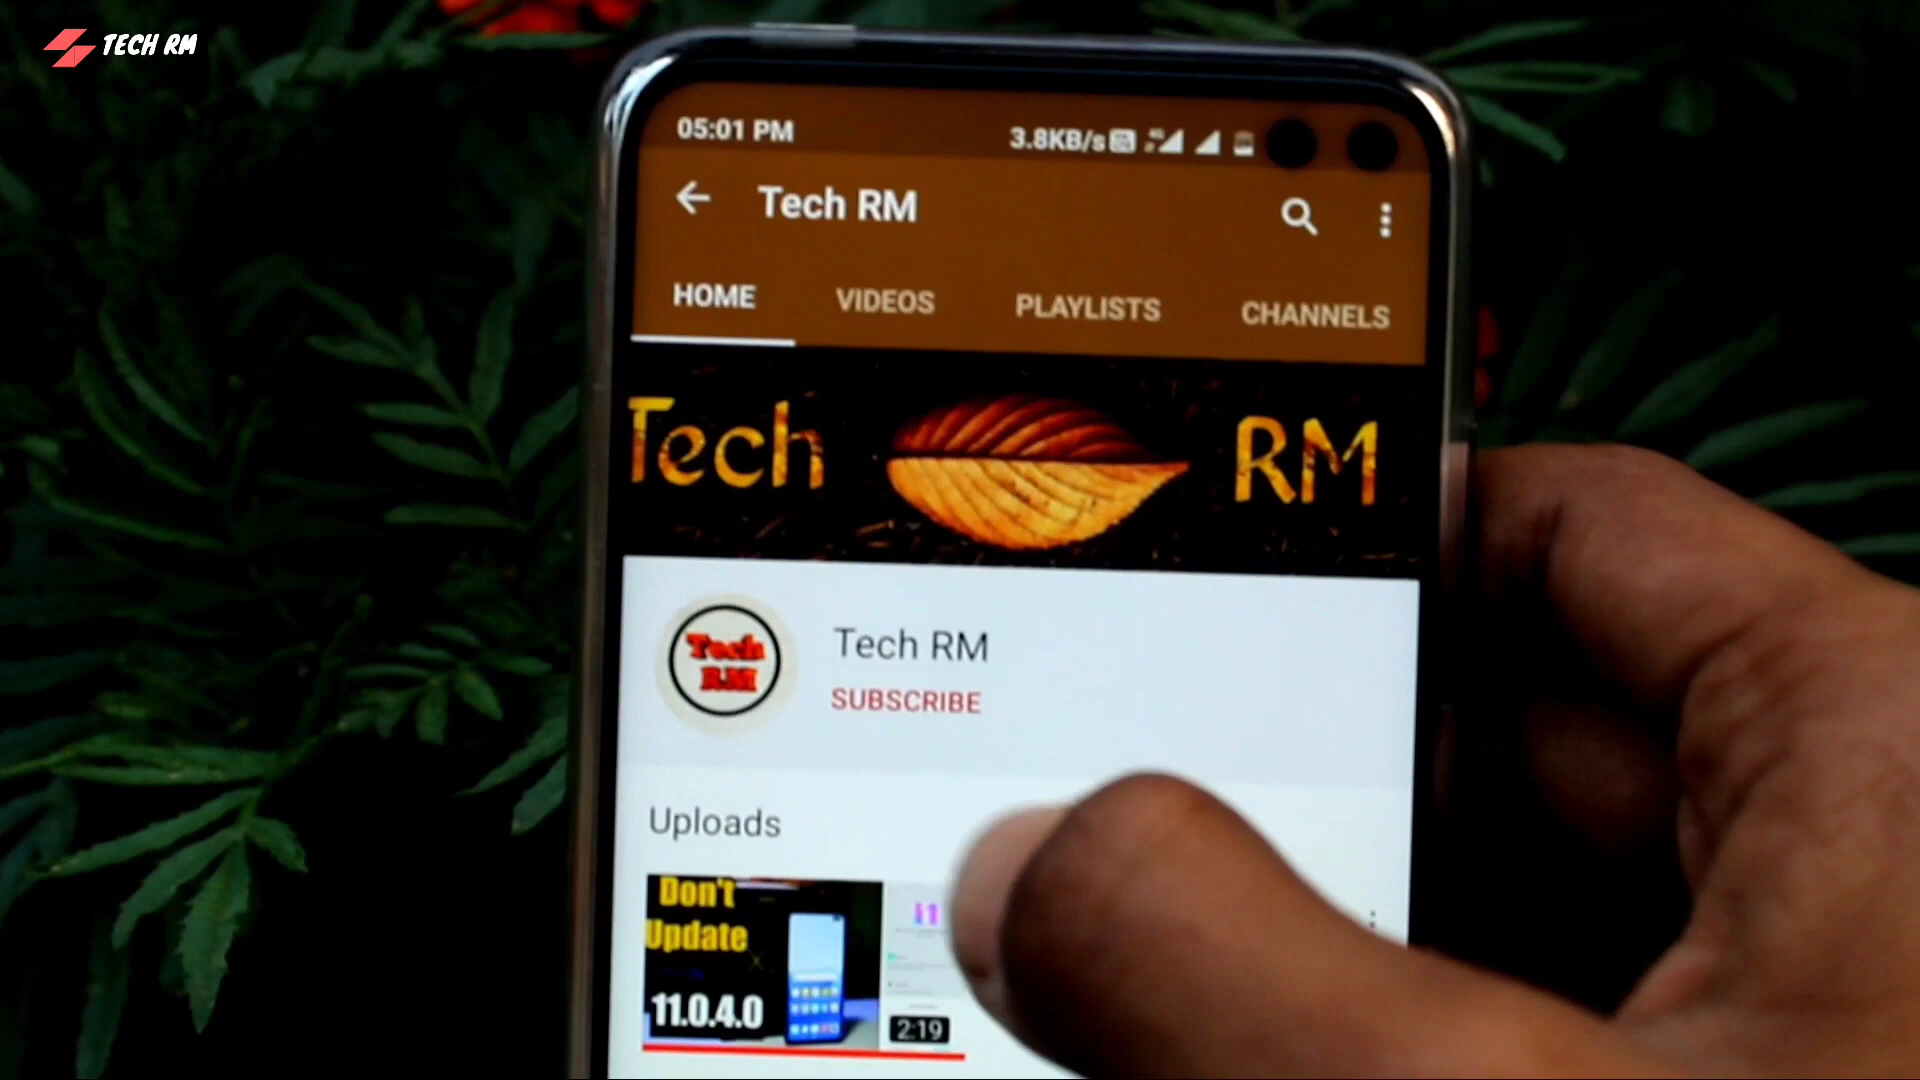 TECH RM
05:01 PM
3.8KB/s
Tech RM
HOME VIDEOS PLAYLISTS CHANNELS
Tech RM
Tech RM
Tech RM
SUBSCRIBE
Uploads
Don't
Update
11.0.4.0
2:19